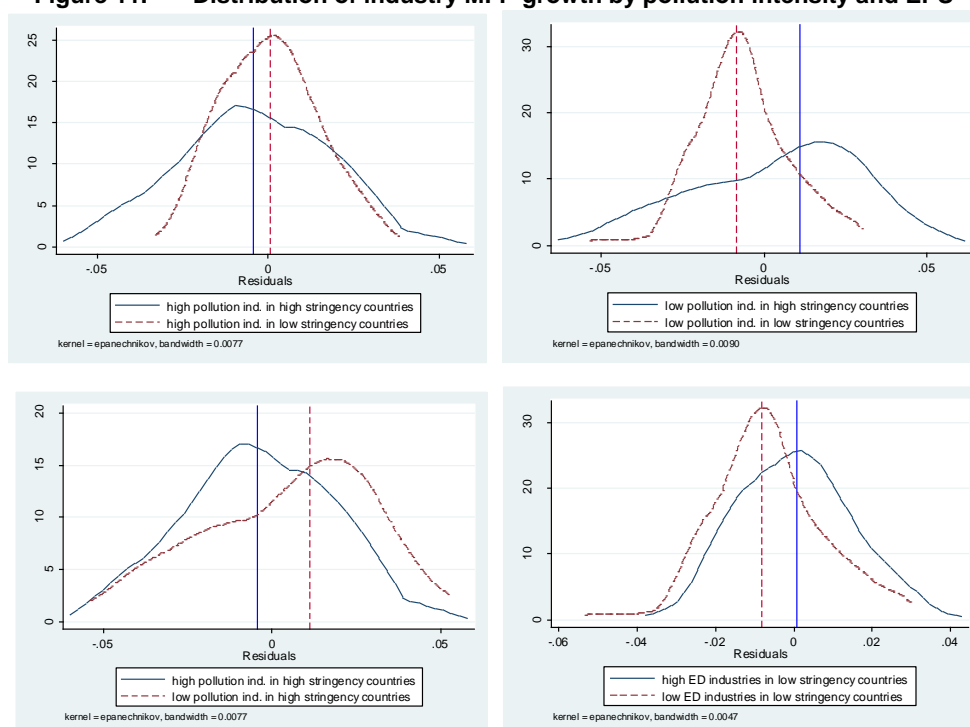 Figure 11. Distribution of industry MFP growth by pollution intensity and EPS
25
20
15
10
5
0
-.05 0 .05
Residuals
high pollution ind. in high stringency countries
high pollution ind. in low stringency countries
kernel = epanechnikov, bandwidth = 0.0077
30
20
10
0
-.05 0 .05
Residuals
low pollution ind. in high stringency countries
low pollution ind. in low stringency countries
kernel = epanechnikov, bandwidth = 0.0090
20
15
10
5
0
-.05 0 .05
Residuals
high pollution ind. in high stringency countries
low pollution ind. in high stringency countries
kernel = epanechnikov, bandwidth = 0.0077
30
20
10
0
-.06 -.04 -.02 0 .02 .04
Residuals
high ED industries in low stringency countries
low ED industries in low stringency countries
kernel = epanechnikov, bandwidth = 0.0047